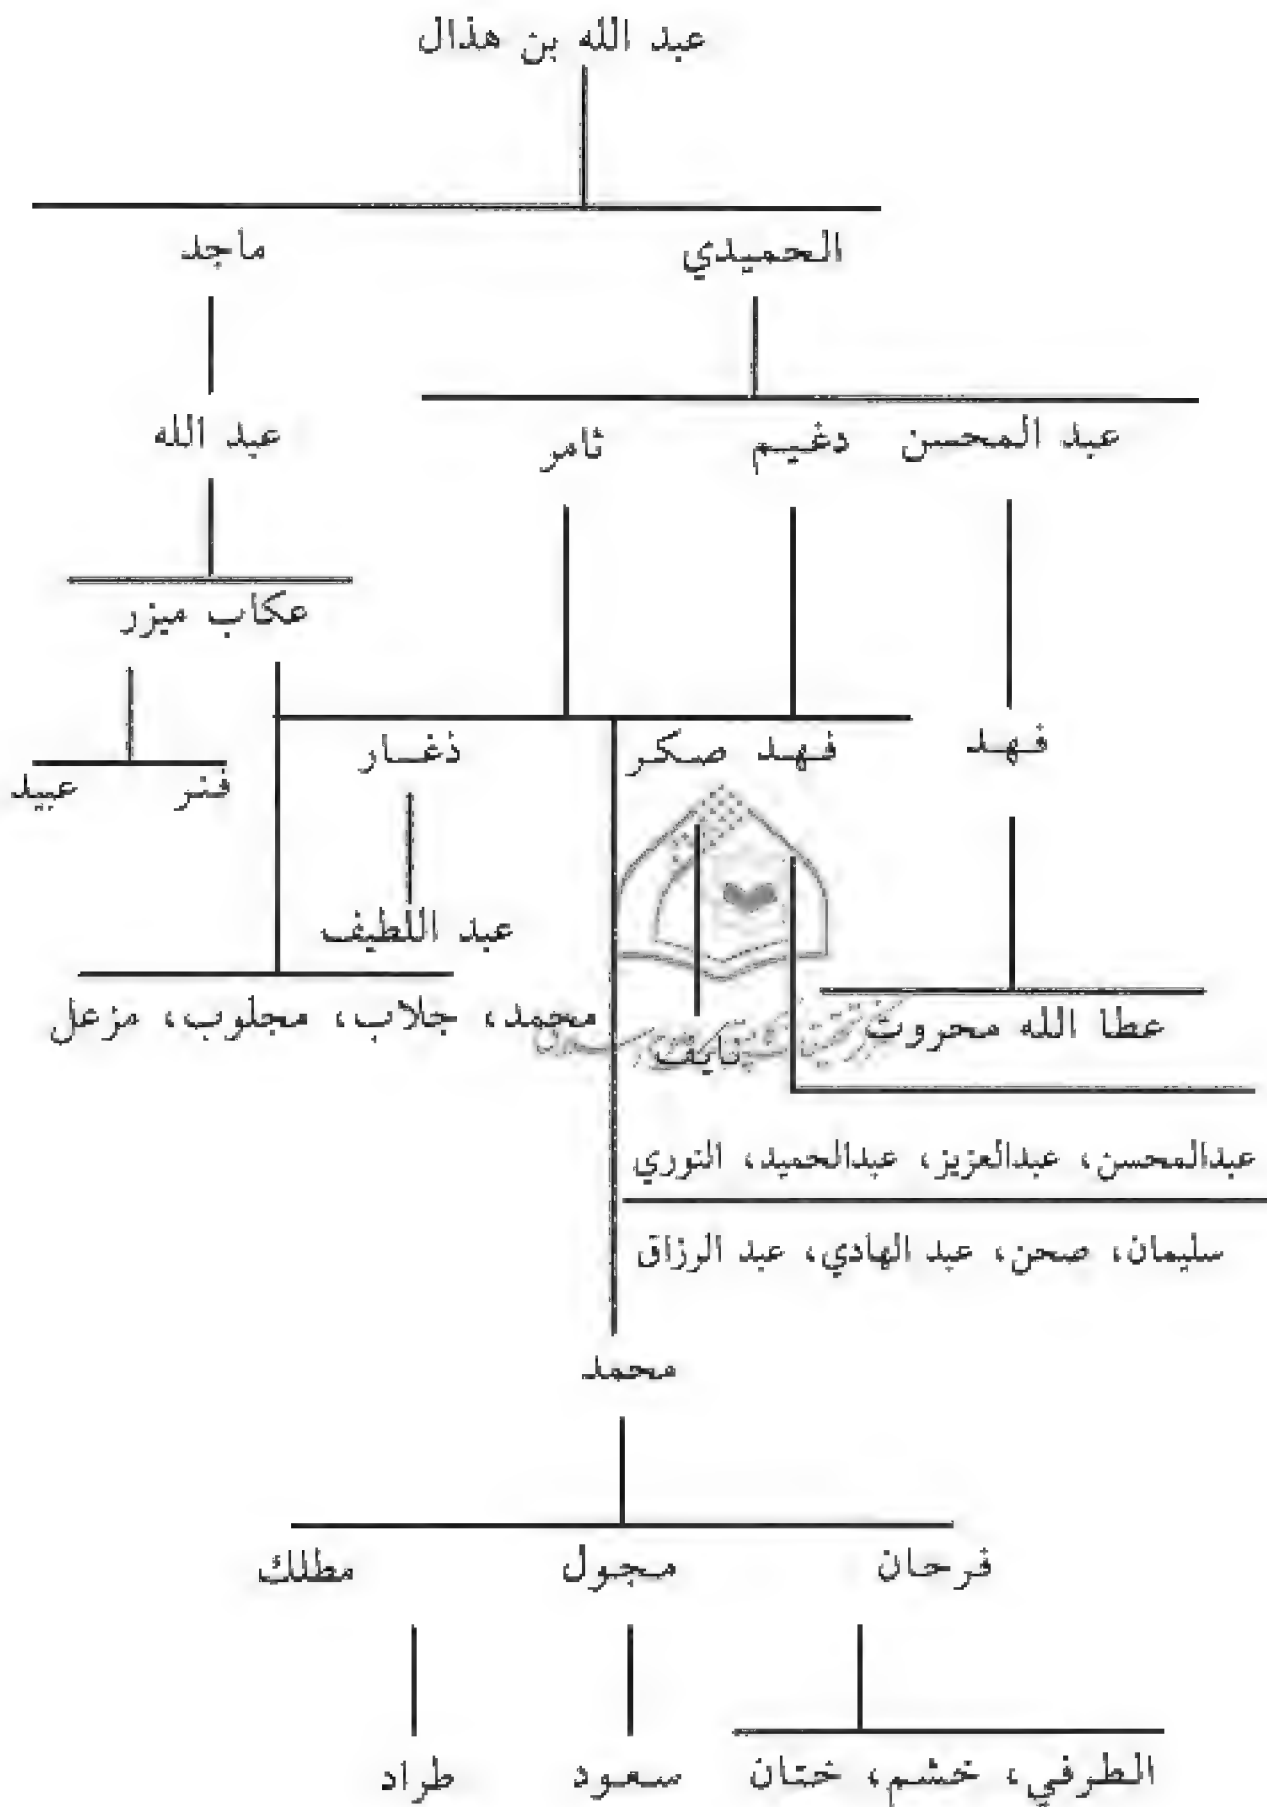 عبد الله بن هذال
الحميدي ماجد
عبد المحسن دغيم ثامر عبد الله
عكاب ميزر
فهد فهد صكر ذغار فنر عبيد
عبد اللطيف
عطا الله محروت نايف محمد، جلاب، مجلوب، مزعل
عبدالمحسن، عبدالعزيز، عبدالحميد، النوري
سليمان، صحن، عبد الهادي، عبد الرزاق
محمد
فرحان مجول مطلك
الطرفي، خشم، ختان سعود طراد